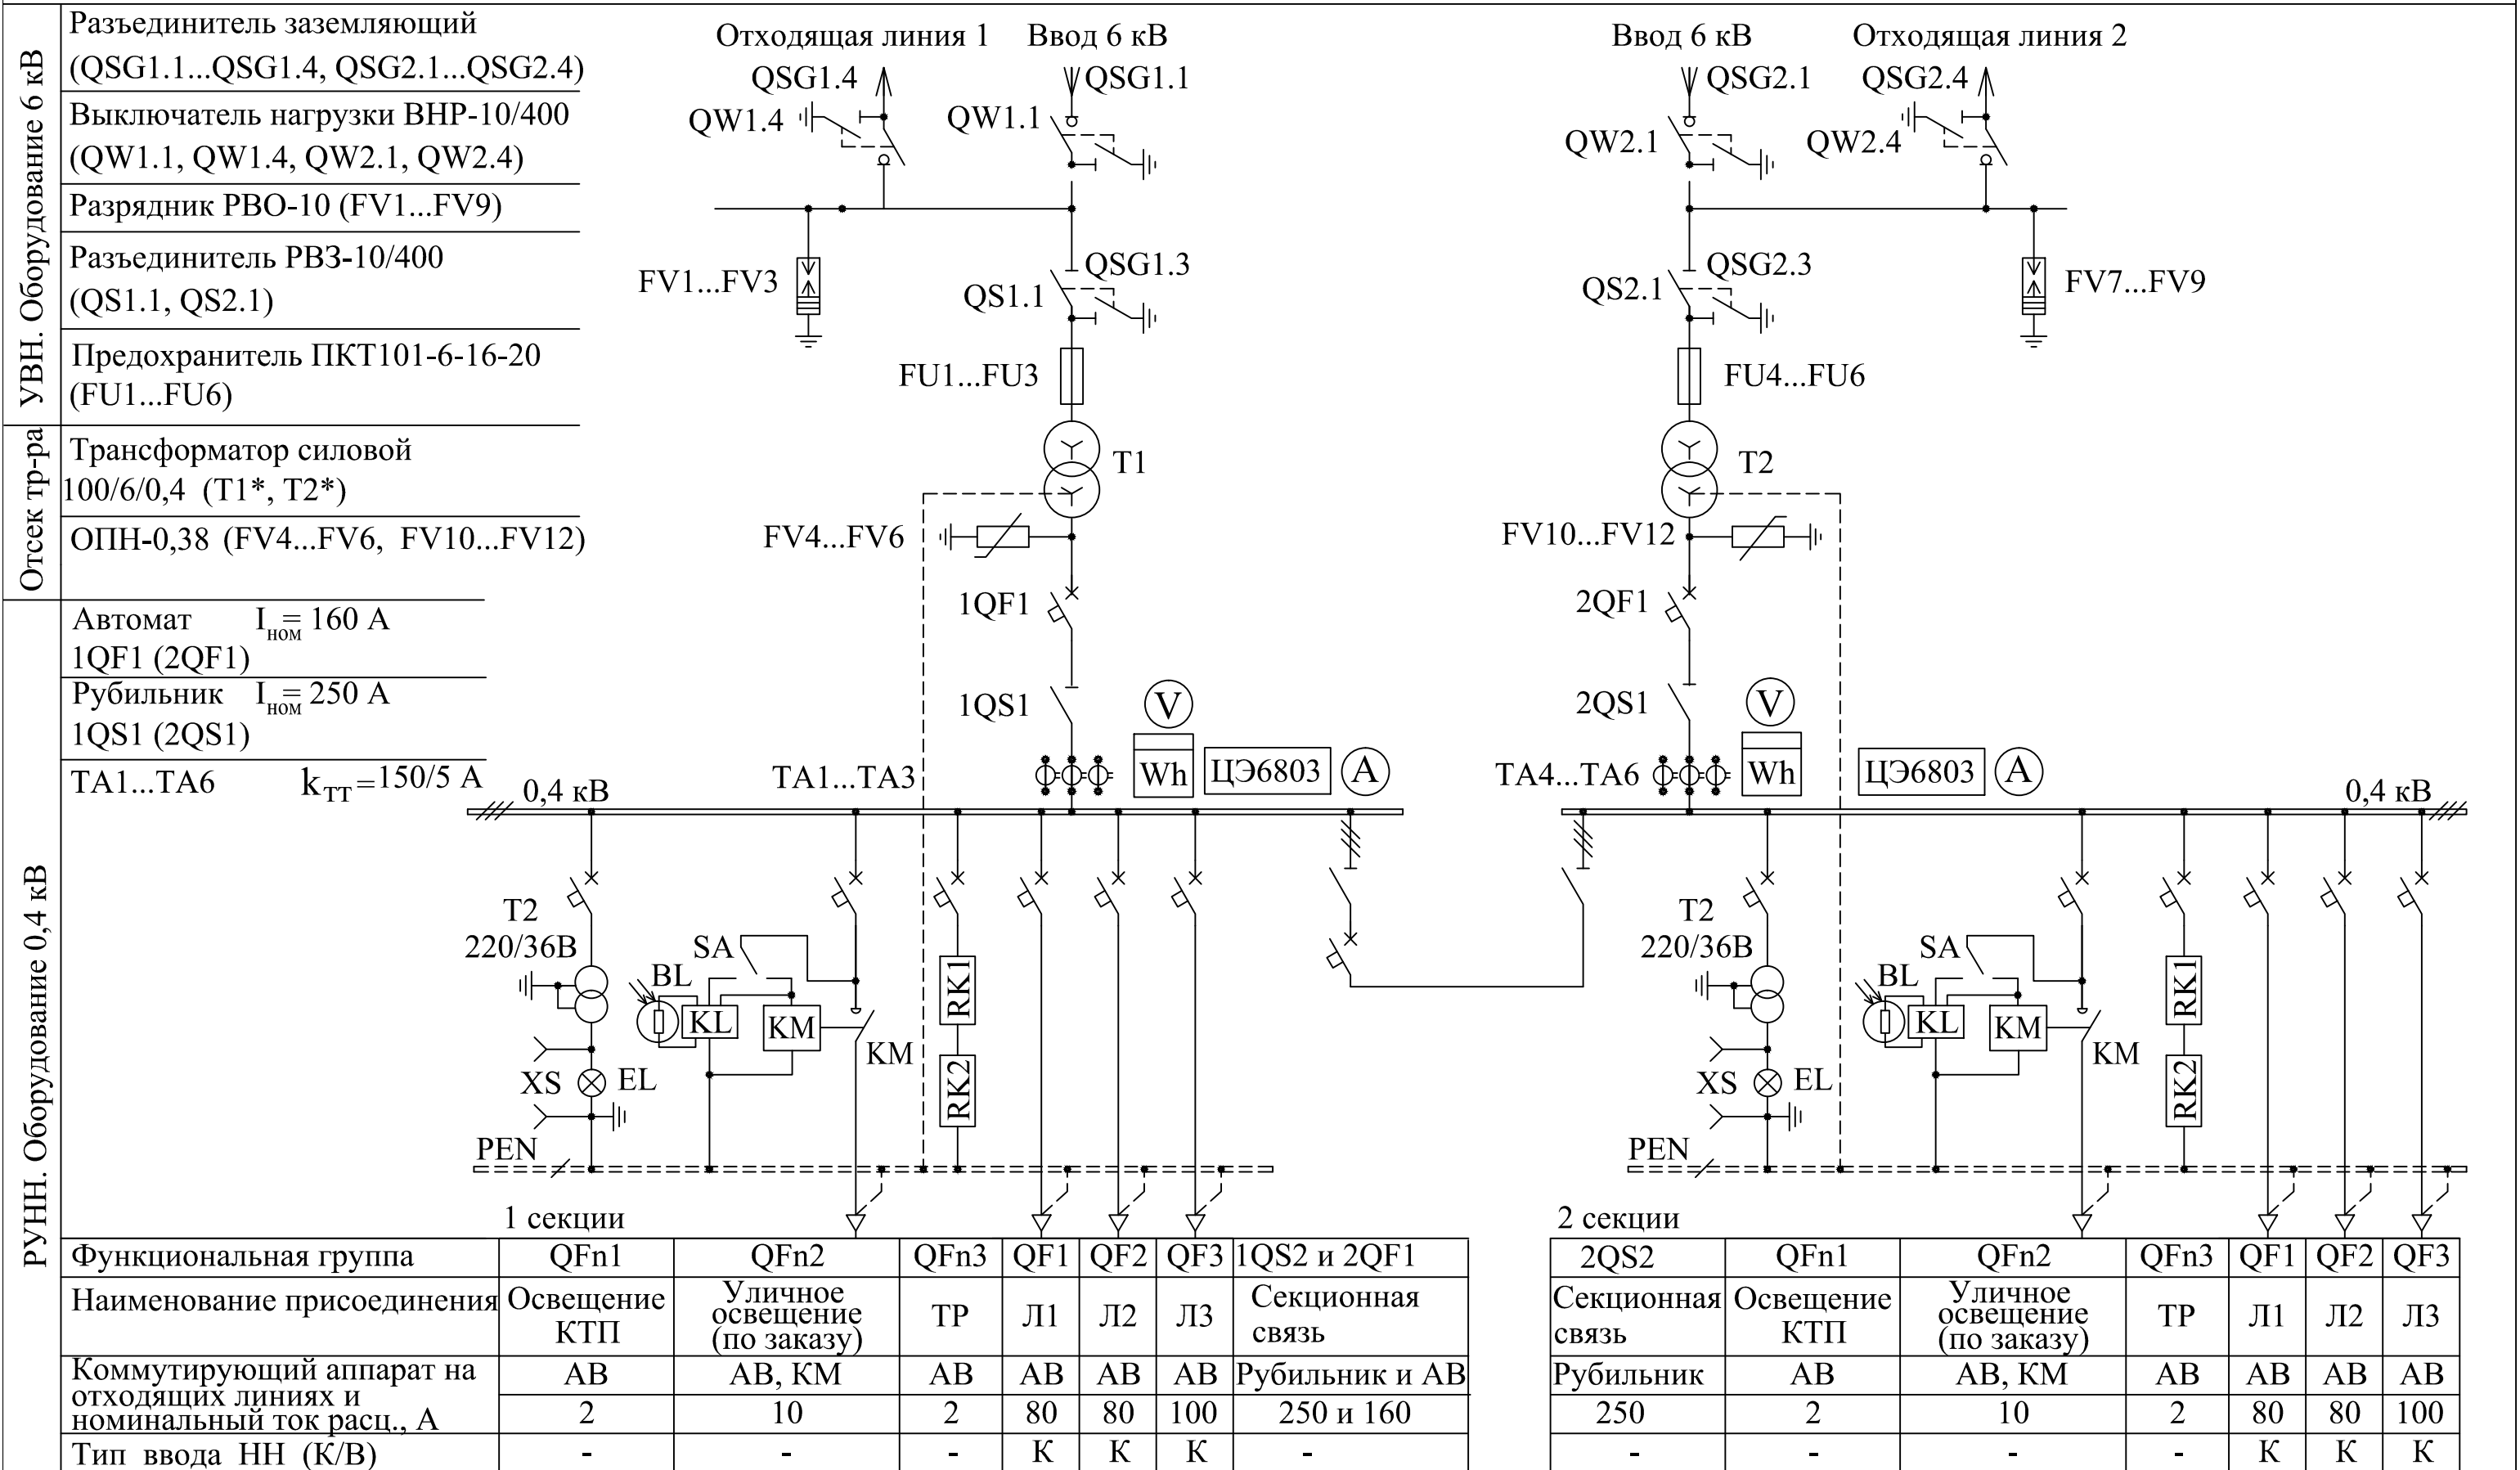 УВН. Оборудование 6 кВ
Разъединитель заземляющий
(QSG1.1...QSG1.4, QSG2.1...QSG2.4)
Выключатель нагрузки ВНР-10/400
(QW1.1, QW1.4, QW2.1, QW2.4)
Разрядник РВО-10 (FV1...FV9)
Разъединитель РВЗ-10/400
(QS1.1, QS2.1)
Предохранитель ПКТ101-6-16-20
(FU1...FU6)
Отсек тр-ра
Трансформатор силовой
100/6/0,4 (Т1*, Т2*)
ОПН-0,38 (FV4...FV6, FV10...FV12)
РУНН. Оборудование 0,4 кВ
Автомат Iном= 160 А
1QF1 (2QF1)
Рубильник Iном= 250 А
1QS1 (2QS1)
ТА1...ТА6 kТТ=150/5 А
Отходящая линия 1
Ввод 6 кВ
QSG1.4
QSG1.1
QW1.4
QW1.1
FV1...FV3
QSG1.3
QS1.1
FU1...FU3
Т1
FV4...FV6
1QF1
1QS1
V
Wh
ЦЭ6803
А
ТА1...ТА3
0,4 кВ
Т2
220/36В
SA
BL
KL
KM
KM
RK1
RK2
XS
EL
PEN
1 секции
Ввод 6 кВ
Отходящая линия 2
QSG2.1
QSG2.4
QW2.1
QW2.4
QSG2.3
QS2.1
FV7...FV9
FU4...FU6
Т2
FV10...FV12
2QF1
2QS1
V
Wh
ЦЭ6803
А
ТА4...ТА6
0,4 кВ
Т2
220/36В
SA
BL
KL
KM
KM
RK1
RK2
XS
EL
PEN
2 секции
Функциональная группа QFn1 QFn2 QFn3 QF1 QF2 QF3 1QS2 и 2QF1 2QS2 QFn1 QFn2 QFn3 QF1 QF2 QF3
Наименование присоединения
Освещение
КТП
Уличное
освещение
(по заказу)
ТР
Л1
Л2
Л3
Секционная
связь
Секционная
связь
Освещение
КТП
Уличное
освещение
(по заказу)
ТР
Л1
Л2
Л3
Коммутирующий аппарат на
отходящих линиях и
номинальный ток расц., А
АВ АВ, КМ АВ АВ АВ АВ Рубильник и АВ Рубильник АВ АВ, КМ АВ АВ АВ АВ
2 10 2 80 80 100 250 и 160 250 2 10 2 80 80 100
Тип ввода НН (К/В) - - - К К К - - - - - К К К